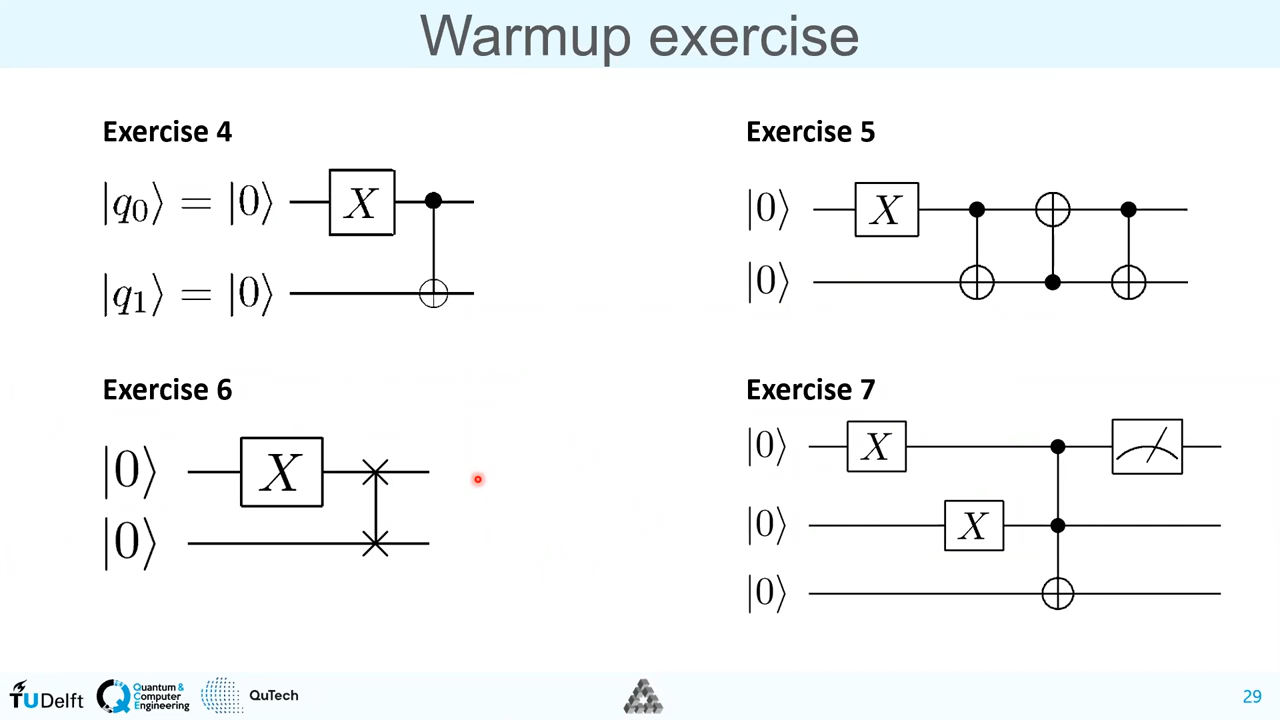 Warmup exercise
Exercise 4
|q₀⟩ = |0⟩
X
|q₁⟩ = |0⟩
Exercise 5
|0⟩
X
|0⟩
Exercise 6
|0⟩
X
|0⟩
Exercise 7
|0⟩
X
|0⟩
X
|0⟩
TUDelft
Quantum &
Computer
Engineering
QuTech
29